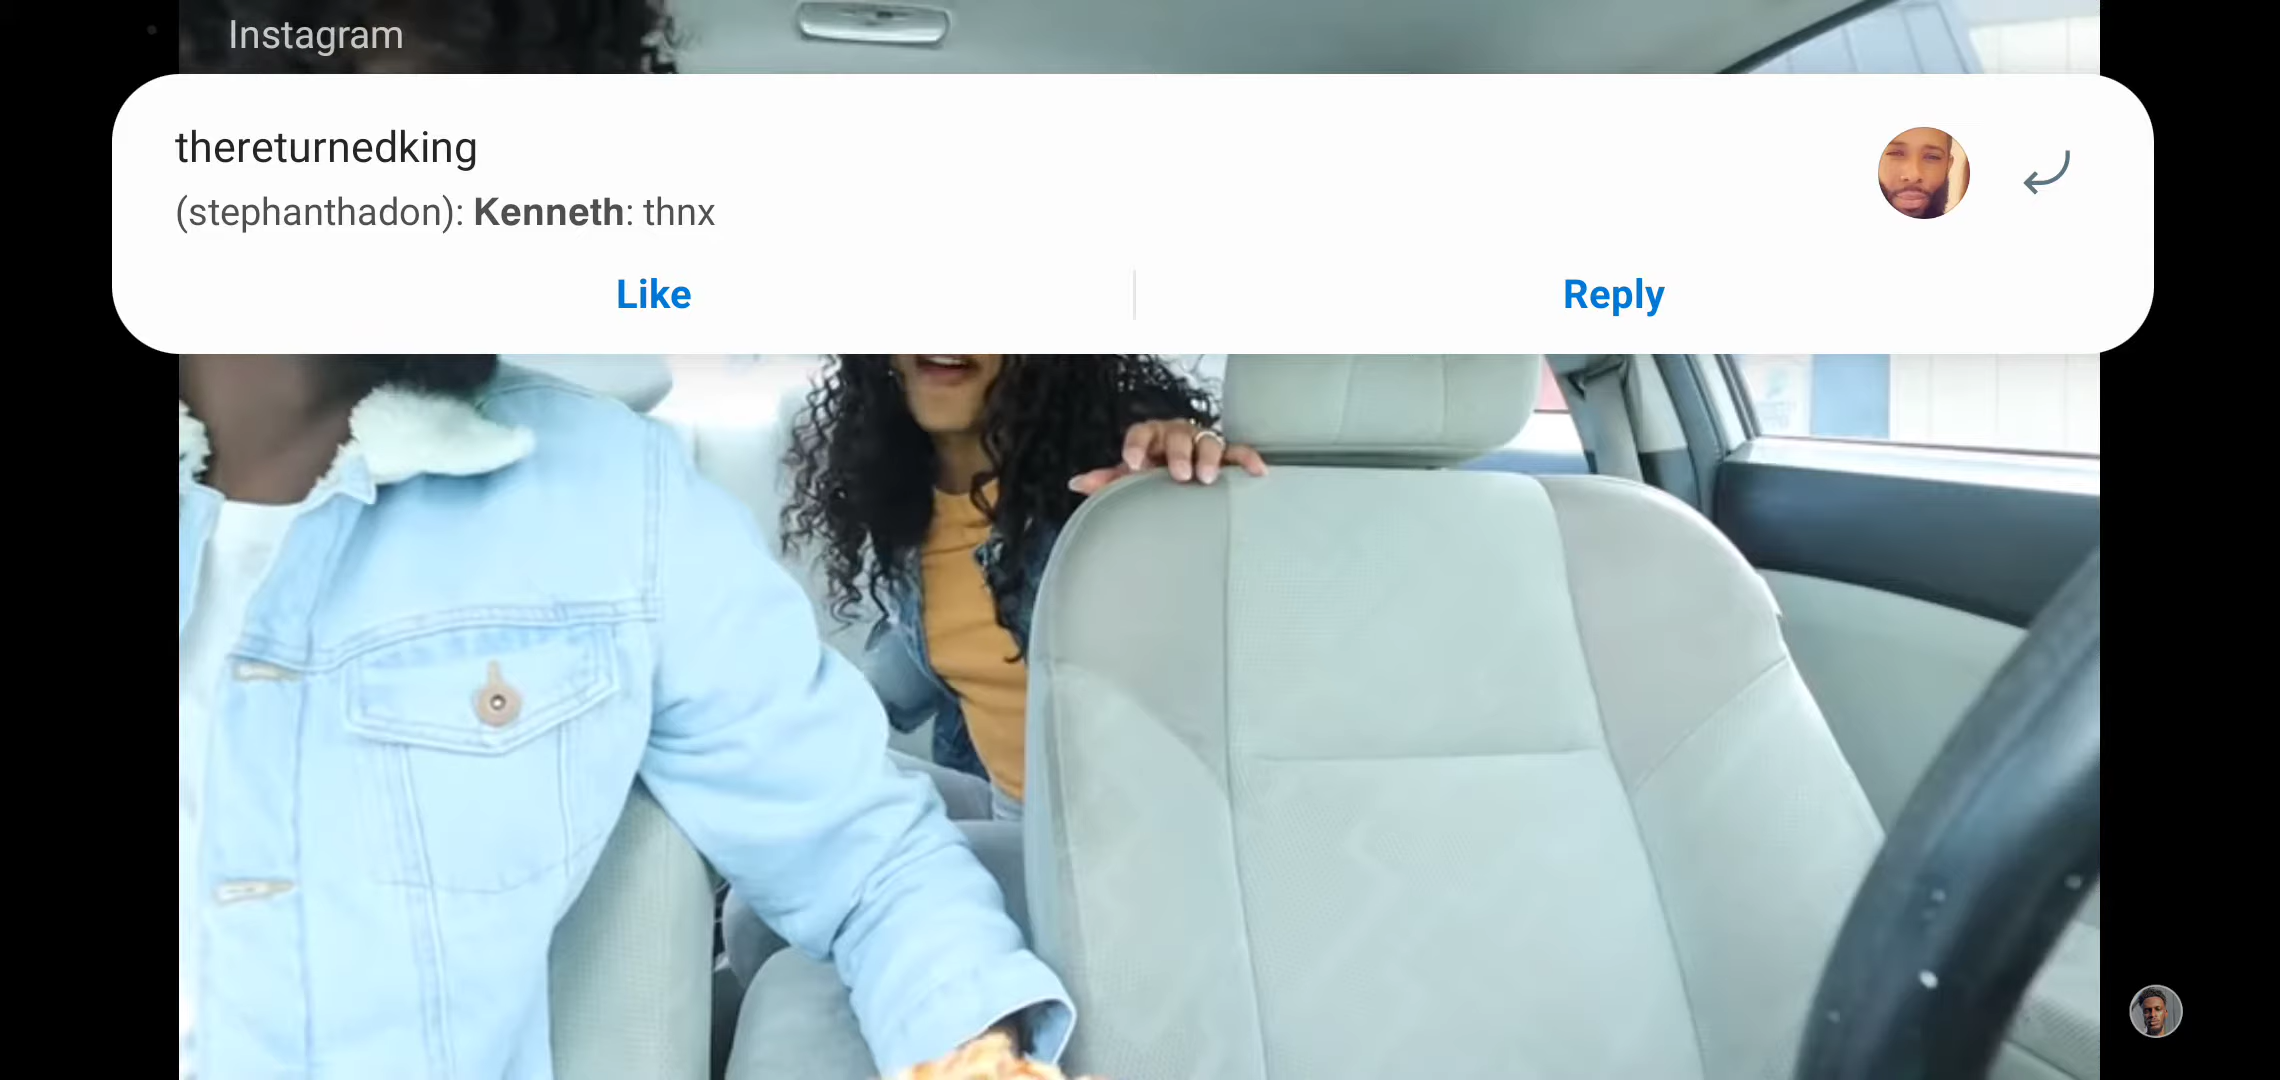 Instagram
thereturnedking
(stephanthadon): Kenneth: thnx
Like
Reply